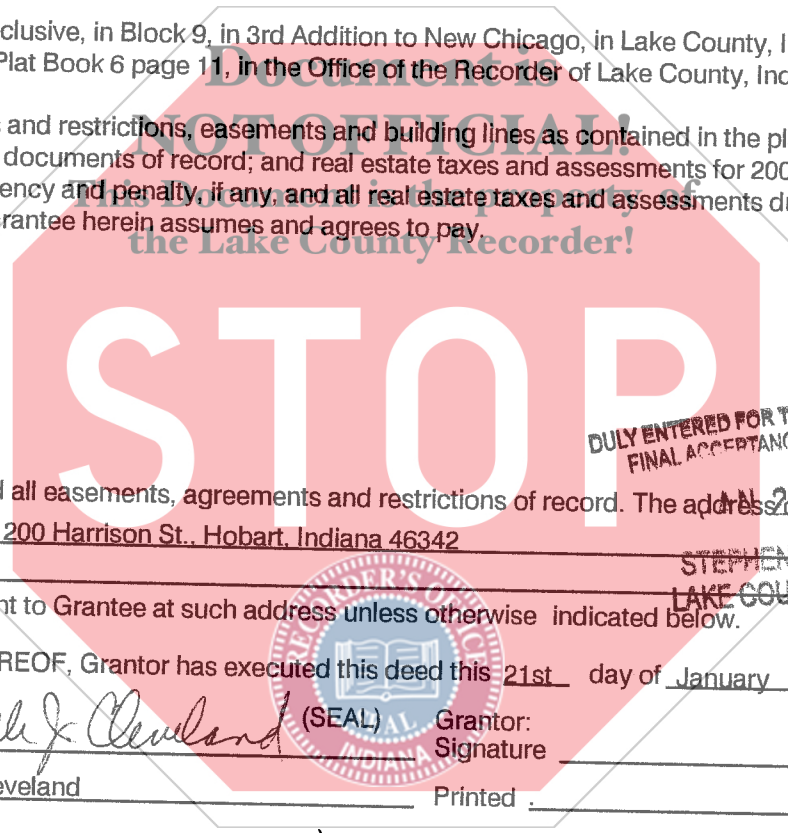 clusive, in Block 9, in 3rd Addition to New Chicago, in Lake County, I
Plat Book 6 page 11, in the Office of the Recorder of Lake County, Ind
Document is
and restrictions, easements and building lines as contained in the pl
NOT OFFICIAL!
documents of record; and real estate taxes and assessments for 200
ency and penalty, if any, and all real estate taxes and assessments d
This Document is the property of
rantee herein assumes and agrees to pay.
the Lake County Recorder!
STOP
DULY ENTERED FOR T
FINAL ACCEPTANC
all easements, agreements and restrictions of record. The address
200 Harrison St., Hobart, Indiana 46342
STEPHEN
LAKE COU
nt to Grantee at such address unless otherwise indicated below.
REOF, Grantor has executed this deed this 21st day of January
RECORDER'S OFFICE
SEAL
INDIANA
J. Cleveland (SEAL) Grantor:
Signature
eveland Printed